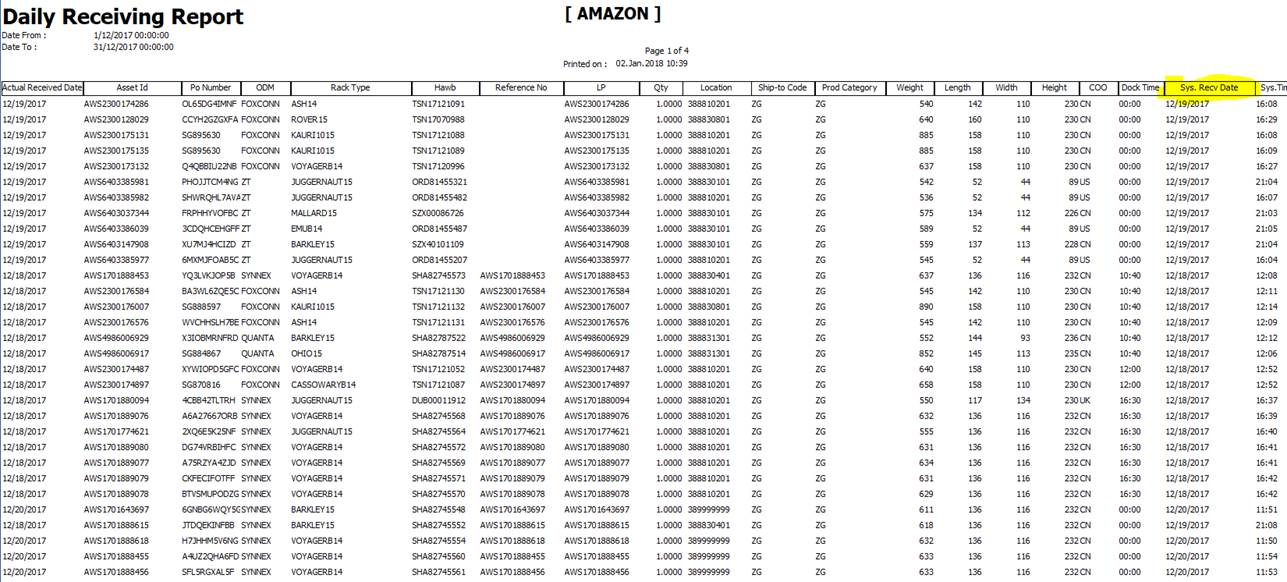 Daily Receiving Report
[ AMAZON ]
Date From : 1/12/2017 00:00:00
Date To : 31/12/2017 00:00:00
Page 1 of 4
Printed on : 02.Jan.2018 10:39
Actual Received Date Asset Id Po Number ODM Rack Type Hawb Reference No LP Qty Location Ship-to Code Prod Category Weight Length Width Height COO Dock Time Sys. Recv Date Sys.Tim
12/19/2017 AWS2300174286 OL65DG4IMNF FOXCONN ASH14 TSN17121091 AWS2300174286 1.0000 388810201 ZG ZG 540 142 110 230 CN 00:00 12/19/2017 16:08
12/19/2017 AWS2300128029 CCYH2GZGXFA FOXCONN ROVER15 TSN17070988 AWS2300128029 1.0000 388830801 ZG ZG 640 160 110 230 CN 00:00 12/19/2017 16:29
12/19/2017 AWS2300175131 SG895630 FOXCONN KAURI1015 TSN17121088 AWS2300175131 1.0000 388810201 ZG ZG 885 158 110 230 CN 00:00 12/19/2017 16:08
12/19/2017 AWS2300175135 SG895630 FOXCONN KAURI1015 TSN17121089 AWS2300175135 1.0000 388810201 ZG ZG 885 158 110 230 CN 00:00 12/19/2017 16:09
12/19/2017 AWS2300173132 Q4QBBIU22NB FOXCONN VOYAGERB14 TSN17120996 AWS2300173132 1.0000 388830801 ZG ZG 637 158 110 230 CN 00:00 12/19/2017 16:27
12/19/2017 AWS6403385981 PHOJJTCM4NG ZT JUGGERNAUT15 ORD81455321 AWS6403385981 1.0000 388830101 ZG ZG 542 52 44 89 US 00:00 12/19/2017 21:04
12/19/2017 AWS6403385982 SHWRQHL7AVA ZT JUGGERNAUT15 ORD81455482 AWS6403385982 1.0000 388810201 ZG ZG 536 52 44 89 US 00:00 12/19/2017 16:07
12/19/2017 AWS6403037344 FRPHHYVOFBC ZT MALLARD15 SZX00086726 AWS6403037344 1.0000 388830101 ZG ZG 575 134 112 226 CN 00:00 12/19/2017 21:03
12/19/2017 AWS6403386039 3CDQHCEHGFF ZT EMUB14 ORD81455487 AWS6403386039 1.0000 388830101 ZG ZG 589 52 44 89 US 00:00 12/19/2017 21:05
12/19/2017 AWS6403147908 XU7MJ4HCIZD ZT BARKLEY15 SZX40101109 AWS6403147908 1.0000 388830101 ZG ZG 559 137 113 228 CN 00:00 12/19/2017 21:04
12/19/2017 AWS6403385977 6MXMJFOAB5C ZT JUGGERNAUT15 ORD81455207 AWS6403385977 1.0000 388810201 ZG ZG 545 52 44 89 US 00:00 12/19/2017 16:04
12/18/2017 AWS1701888453 YQ3LVKJOP5B SYNNEX VOYAGERB14 SHA82745573 AWS1701888453 AWS1701888453 1.0000 388830401 ZG ZG 637 136 116 232 CN 10:40 12/18/2017 12:08
12/18/2017 AWS2300176584 BA3WL6ZQE5C FOXCONN ASH14 TSN17121130 AWS2300176584 AWS2300176584 1.0000 388810201 ZG ZG 545 142 110 230 CN 10:40 12/18/2017 12:11
12/18/2017 AWS2300176007 SG888597 FOXCONN KAURI1015 TSN17121132 AWS2300176007 AWS2300176007 1.0000 388830801 ZG ZG 890 158 110 230 CN 10:40 12/18/2017 12:14
12/18/2017 AWS2300176576 WVCHHSLH7BE FOXCONN ASH14 TSN17121131 AWS2300176576 AWS2300176576 1.0000 388810201 ZG ZG 545 142 110 230 CN 10:40 12/18/2017 12:09
12/18/2017 AWS4986006929 X3IOBMRNFRD QUANTA BARKLEY15 SHA82787522 AWS4986006929 AWS4986006929 1.0000 388831301 ZG ZG 552 144 93 236 CN 10:40 12/18/2017 12:12
12/18/2017 AWS4986006917 SG884867 QUANTA OHIO15 SHA82787514 AWS4986006917 AWS4986006917 1.0000 388831301 ZG ZG 852 145 113 235 CN 10:40 12/18/2017 12:06
12/18/2017 AWS2300174487 XYWIOPD5GFC FOXCONN VOYAGERB14 TSN17121052 AWS2300174487 AWS2300174487 1.0000 388810201 ZG ZG 640 158 110 230 CN 12:00 12/18/2017 12:52
12/18/2017 AWS2300174897 SG870816 FOXCONN CASSOWARYB14 TSN17121087 AWS2300174897 AWS2300174897 1.0000 388810201 ZG ZG 658 158 110 230 CN 12:00 12/18/2017 12:52
12/18/2017 AWS1701880094 4CBB42TLTRH SYNNEX JUGGERNAUT15 DUB00011912 AWS1701880094 AWS1701880094 1.0000 388810201 ZG ZG 550 117 134 230 UK 16:30 12/18/2017 16:37
12/18/2017 AWS1701889076 A6A27667ORB SYNNEX VOYAGERB14 SHA82745568 AWS1701889076 AWS1701889076 1.0000 388810201 ZG ZG 632 136 116 232 CN 16:30 12/18/2017 16:39
12/18/2017 AWS1701774621 2XQ6E5K25NF SYNNEX JUGGERNAUT15 SHA82745564 AWS1701774621 AWS1701774621 1.0000 388810201 ZG ZG 555 136 116 232 CN 16:30 12/18/2017 16:40
12/18/2017 AWS1701889080 DG74VRBIHFC SYNNEX VOYAGERB14 SHA82745572 AWS1701889080 AWS1701889080 1.0000 388810201 ZG ZG 631 136 116 232 CN 16:30 12/18/2017 16:41
12/18/2017 AWS1701889077 A75RZYA4ZJD SYNNEX VOYAGERB14 SHA82745569 AWS1701889077 AWS1701889077 1.0000 388810201 ZG ZG 634 136 116 232 CN 16:30 12/18/2017 16:41
12/18/2017 AWS1701889079 CKFECIFOTFF SYNNEX VOYAGERB14 SHA82745571 AWS1701889079 AWS1701889079 1.0000 388810201 ZG ZG 631 136 116 232 CN 16:30 12/18/2017 16:42
12/18/2017 AWS1701889078 BTVSMUPODZG SYNNEX VOYAGERB14 SHA82745570 AWS1701889078 AWS1701889078 1.0000 388810201 ZG ZG 629 136 116 232 CN 16:30 12/18/2017 16:42
12/20/2017 AWS1701643697 6GNBG6WQY5G SYNNEX BARKLEY15 SHA82745548 AWS1701643697 AWS1701643697 1.0000 389999999 ZG ZG 611 136 116 232 CN 00:00 12/20/2017 11:51
12/18/2017 AWS1701888615 JTDQEKINFBB SYNNEX BARKLEY15 SHA82745552 AWS1701888615 AWS1701888615 1.0000 388830401 ZG ZG 618 136 116 232 CN 00:00 12/19/2017 21:08
12/20/2017 AWS1701888618 H7JHHM5V6NG SYNNEX VOYAGERB14 SHA82745554 AWS1701888618 AWS1701888618 1.0000 389999999 ZG ZG 632 136 116 232 CN 00:00 12/20/2017 11:50
12/20/2017 AWS1701888455 A4UZ2QHA6FD SYNNEX VOYAGERB14 SHA82745560 AWS1701888455 AWS1701888455 1.0000 389999999 ZG ZG 633 136 116 232 CN 00:00 12/20/2017 11:54
12/20/2017 AWS1701888456 SFL5RGXAL5F SYNNEX VOYAGERB14 SHA82745561 AWS1701888456 AWS1701888456 1.0000 389999999 ZG ZG 633 136 116 232 CN 00:00 12/20/2017 11:53